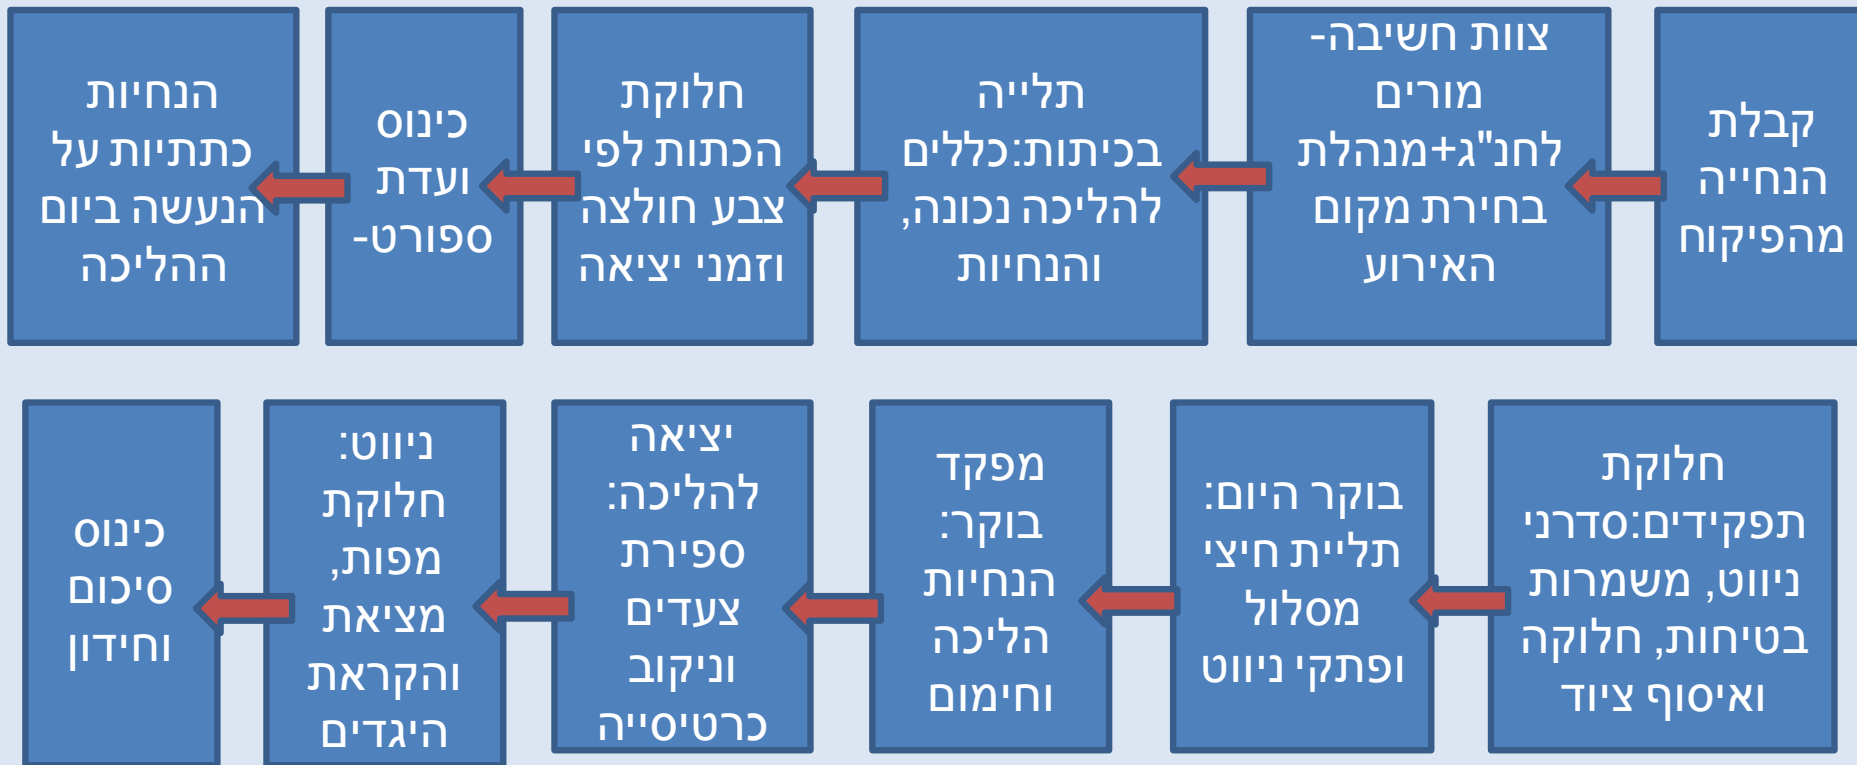 קבלת
הנחייה
מהפיקוח
צוות חשיבה-
מורים
לחנ"ג+מנהלת
בחירת מקום
האירוע
תלייה
בכיתות:כללים
להליכה נכונה,
והנחיות
חלוקת
הכתות לפי
צבע חולצה
וזמני יציאה
כינוס
ועדת
ספורט-
הנחיות
כתתיות על
הנעשה ביום
ההליכה
חלוקת
תפקידים:סדרני
ניווט, משמרות
בטיחות, חלוקה
ואיסוף ציוד
בוקר היום:
תליית חיצי
מסלול
ופתקי ניווט
מפקד
בוקר:
הנחיות
הליכה
וחימום
יציאה
להליכה:
ספירת
צעדים
וניקוב
כרטיסייה
ניווט:
חלוקת
מפות,
מציאת
והקראת
היגדים
כינוס
סיכום
וחידון